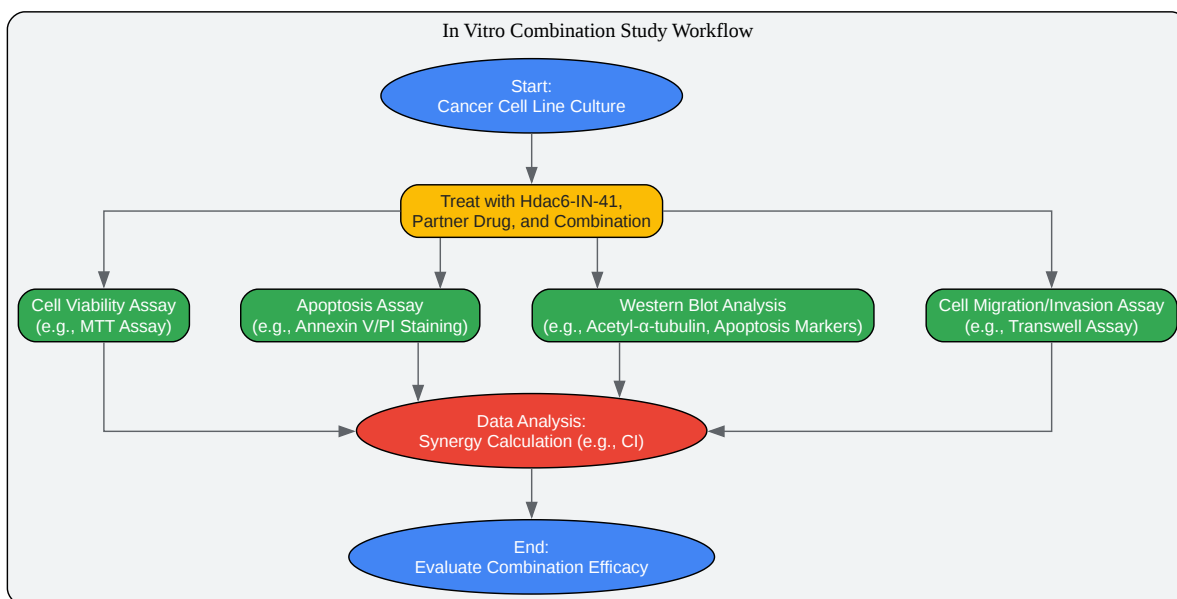 In Vitro Combination Study Workflow
Start:
Cancer Cell Line Culture
Treat with Hdac6-IN-41,
Partner Drug, and Combination
Cell Viability Assay
(e.g., MTT Assay)
Apoptosis Assay
(e.g., Annexin V/PI Staining)
Western Blot Analysis
(e.g., Acetyl-α-tubulin, Apoptosis Markers)
Cell Migration/Invasion Assay
(e.g., Transwell Assay)
Data Analysis:
Synergy Calculation (e.g., CI)
End:
Evaluate Combination Efficacy